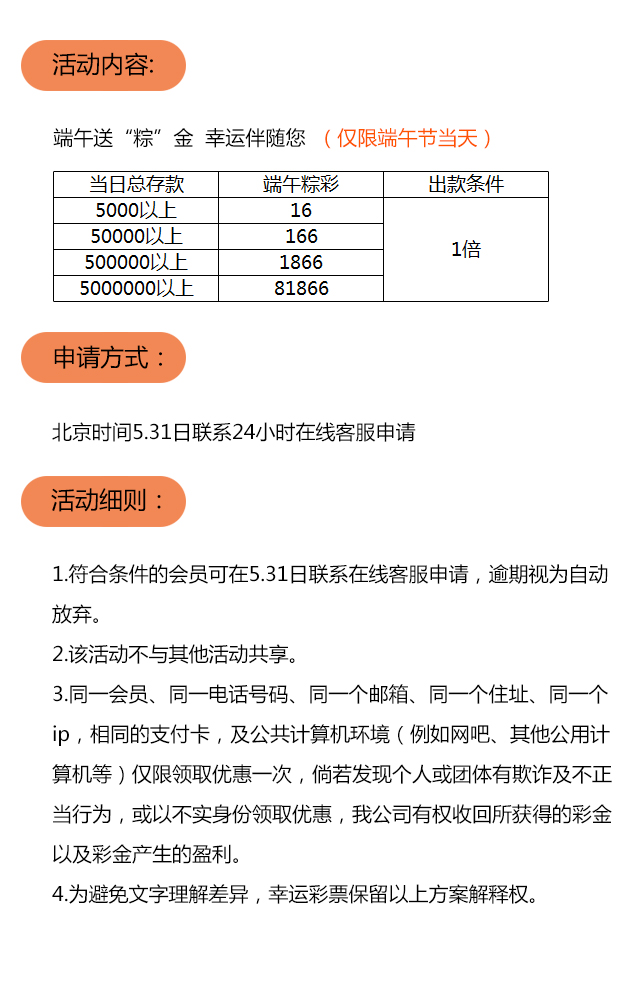 活动内容:
端午送“粽”金 幸运伴随您 （仅限端午节当天）
当日总存款 端午粽彩 出款条件
5000以上 16
50000以上 166
1倍
500000以上 1866
5000000以上 81866
申请方式：
北京时间5.31日联系24小时在线客服申请
活动细则：
1.符合条件的会员可在5.31日联系在线客服申请，逾期视为自动
放弃。
2.该活动不与其他活动共享。
3.同一会员、同一电话号码、同一个邮箱、同一个住址、同一个
ip，相同的支付卡，及公共计算机环境（例如网吧、其他公用计
算机等）仅限领取优惠一次，倘若发现个人或团体有欺诈及不正
当行为，或以不实身份领取优惠，我公司有权收回所获得的彩金
以及彩金产生的盈利。
4.为避免文字理解差异，幸运彩票保留以上方案解释权。